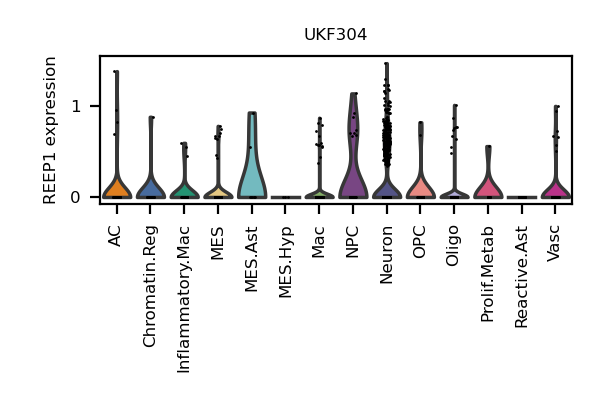 UKF304
REEP1 expression
1
0
AC
Chromatin.Reg
Inflammatory.Mac
MES
MES.Ast
MES.Hyp
Mac
NPC
Neuron
OPC
Oligo
Prolif.Metab
Reactive.Ast
Vasc